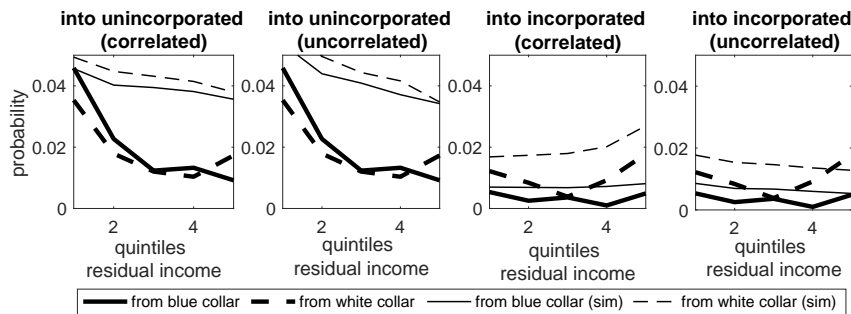 into unincorporated
(correlated)
into unincorporated
(uncorrelated)
into incorporated
(correlated)
into incorporated
(uncorrelated)
probability
0.04
0.02
0
2
4
quintiles
residual income
0.04
0.02
0
2
4
quintiles
residual income
0.04
0.02
0
2
4
quintiles
residual income
0.04
0.02
0
2
4
quintiles
residual income
from blue collar
from white collar
from blue collar (sim)
from white collar (sim)